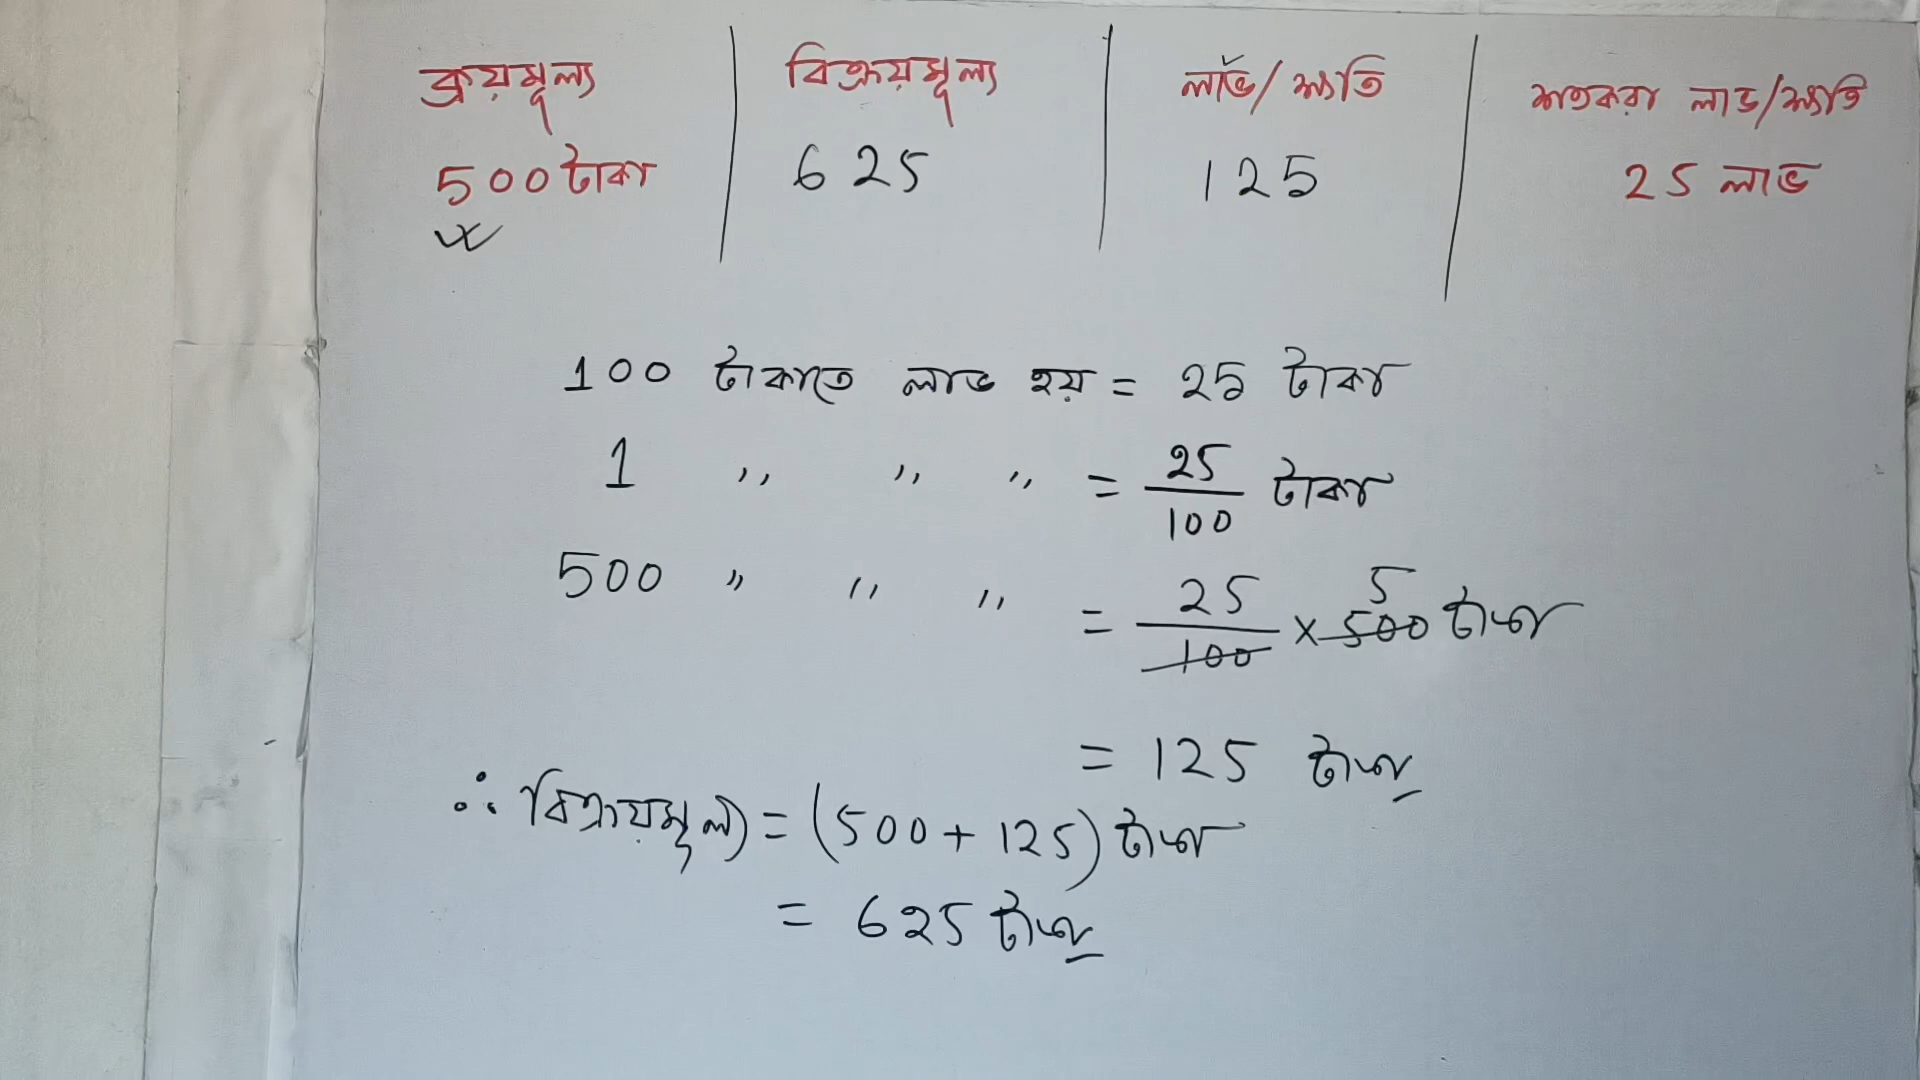 ক্রয়মূল্য বিক্রয়মূল্য লাভ/ক্ষতি শতকরা লাভ/ক্ষতি
500 টাকা 625 125 25 লাভ
100 টাকাতে লাভ হয় = 25 টাকা
1 ,, ,, ,, = 25/100 টাকা
500 ,, ,, ,, = 25/100 × 500 5 টাকা
= 125 টাকা
∴ বিক্রয়মূল্য = (500 + 125) টাকা
= 625 টাকা